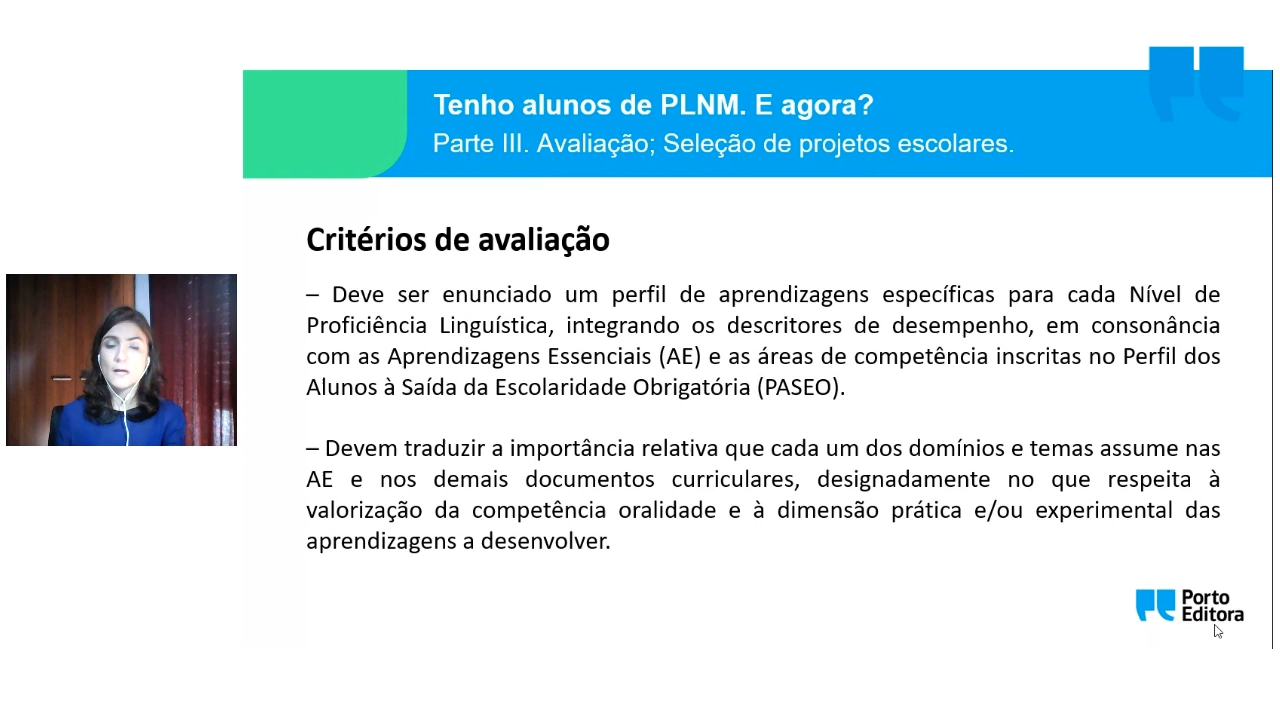 Tenho alunos de PLNM. E agora?
Parte III. Avaliação; Seleção de projetos escolares.
Critérios de avaliação
– Deve ser enunciado um perfil de aprendizagens específicas para cada Nível de
Proficiência Linguística, integrando os descritores de desempenho, em consonância
com as Aprendizagens Essenciais (AE) e as áreas de competência inscritas no Perfil dos
Alunos à Saída da Escolaridade Obrigatória (PASEO).
– Devem traduzir a importância relativa que cada um dos domínios e temas assume nas
AE e nos demais documentos curriculares, designadamente no que respeita à
valorização da competência oralidade e à dimensão prática e/ou experimental das
aprendizagens a desenvolver.
Porto
Editora